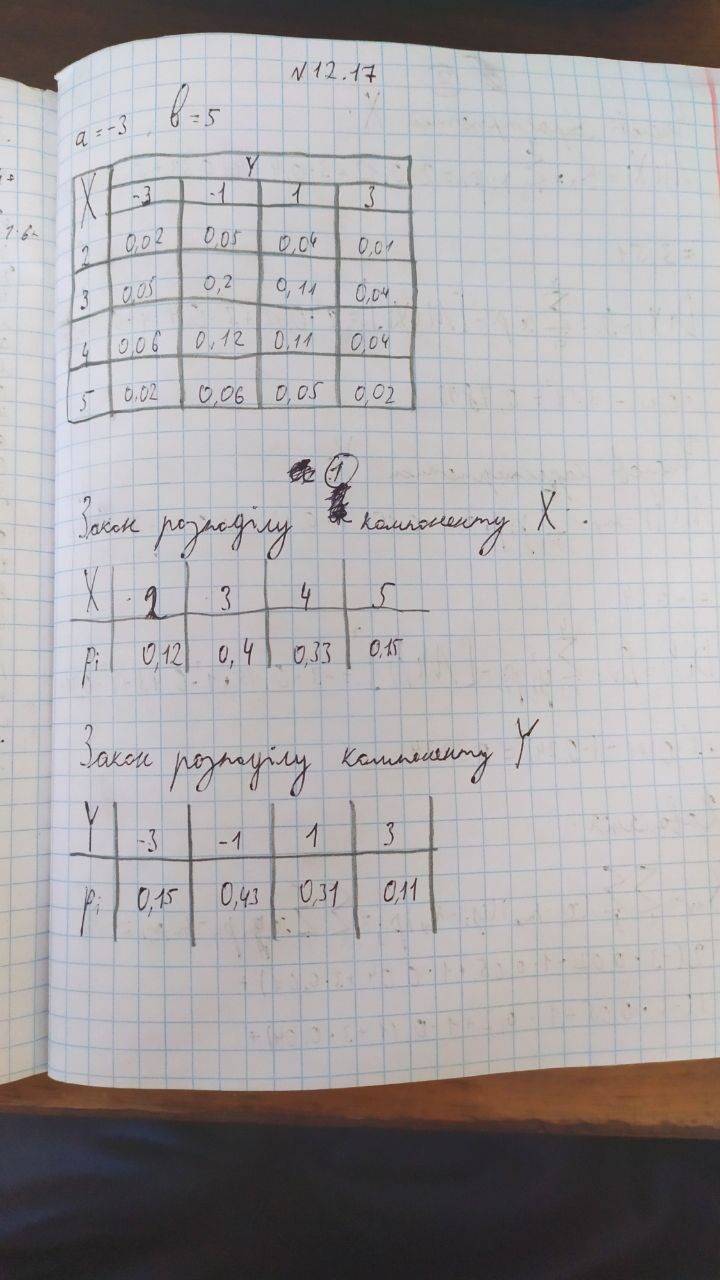 N12.17
a=-3, b=5
X Y
-3 -1 1 3
2 0,02 0,05 0,04 0,01
3 0,05 0,2 0,11 0,04
4 0,06 0,12 0,11 0,04
5 0,02 0,06 0,05 0,02
1
Закон розподілу компоненту X.
X 2 3 4 5
pi 0,12 0,4 0,33 0,15
Закон розподілу компоненту Y
Y -3 -1 1 3
pi 0,15 0,43 0,31 0,11